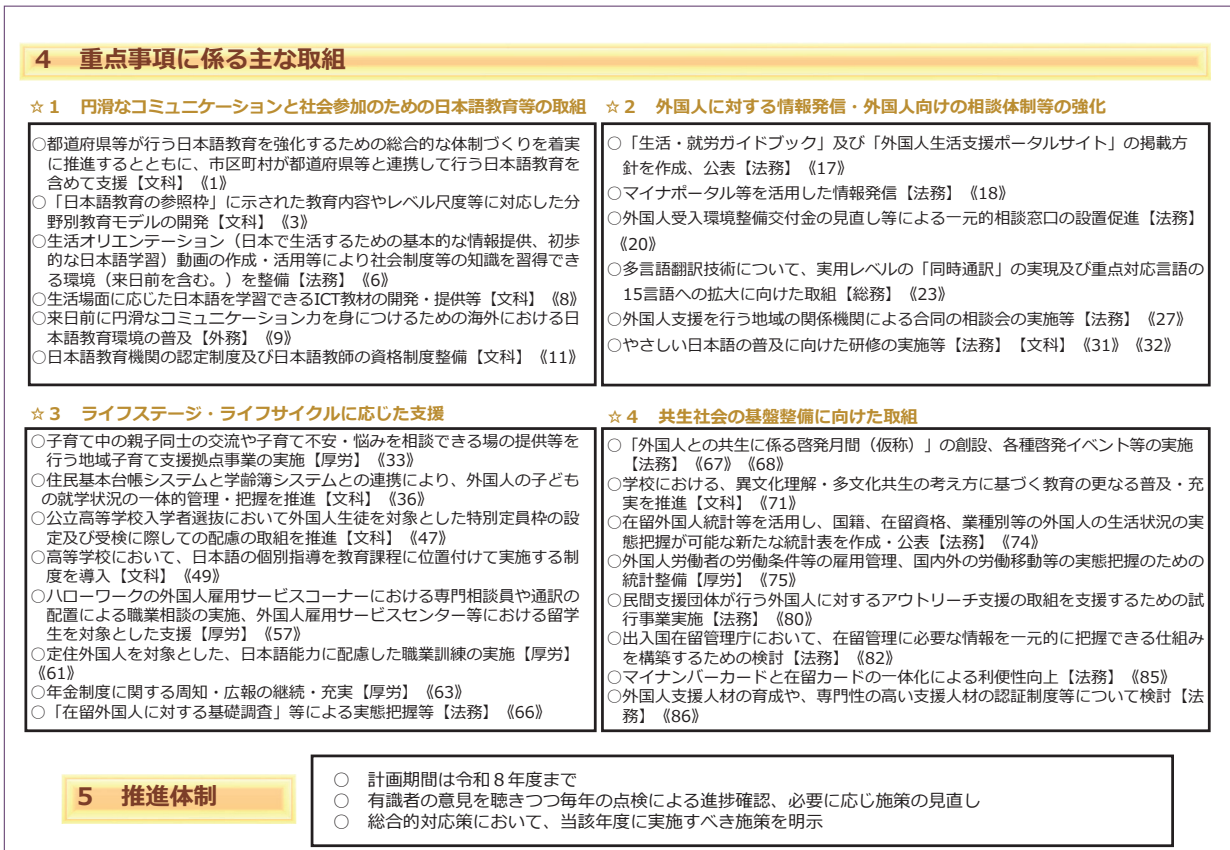 4　重点事項に係る主な取組
☆1　円滑なコミュニケーションと社会参加のための日本語教育等の取組
○都道府県等が行う日本語教育を強化するための総合的な体制づくりを着実
に推進するとともに、市区町村が都道府県等と連携して行う日本語教育を
含めて支援【文科】《1》
○「日本語教育の参照枠」に示された教育内容やレベル尺度等に対応した分
野別教育モデルの開発【文科】《3》
○生活オリエンテーション（日本で生活するための基本的な情報提供、初歩
的な日本語学習）動画の作成・活用等により社会制度等の知識を習得でき
る環境（来日前を含む。）を整備【法務】《6》
○生活場面に応じた日本語を学習できるICT教材の開発・提供等【文科】《8》
○来日前に円滑なコミュニケーション力を身につけるための海外における日
本語教育環境の普及【外務】《9》
○日本語教育機関の認定制度及び日本語教師の資格制度整備【文科】《11》
☆2　外国人に対する情報発信・外国人向けの相談体制等の強化
○「生活・就労ガイドブック」及び「外国人生活支援ポータルサイト」の掲載方
針を作成、公表【法務】《17》
○マイナポータル等を活用した情報発信【法務】《18》
○外国人受入環境整備交付金の見直し等による一元的相談窓口の設置促進【法務】
《20》
○多言語翻訳技術について、実用レベルの「同時通訳」の実現及び重点対応言語の
15言語への拡大に向けた取組【総務】《23》
○外国人支援を行う地域の関係機関による合同の相談会の実施等【法務】《27》
○やさしい日本語の普及に向けた研修の実施等【法務】【文科】《31》《32》
☆3　ライフステージ・ライフサイクルに応じた支援
○子育て中の親子同士の交流や子育て不安・悩みを相談できる場の提供等を
行う地域子育て支援拠点事業の実施【厚労】《33》
○住民基本台帳システムと学齢簿システムとの連携により、外国人の子ども
の就学状況の一体的管理・把握を推進【文科】《36》
○公立高等学校入学者選抜において外国人生徒を対象とした特別定員枠の設
定及び受検に際しての配慮の取組を推進【文科】《47》
○高等学校において、日本語の個別指導を教育課程に位置付けて実施する制
度を導入【文科】《49》
○ハローワークの外国人雇用サービスコーナーにおける専門相談員や通訳の
配置による職業相談の実施、外国人雇用サービスセンター等における留学
生を対象とした支援【厚労】《57》
○定住外国人を対象とした、日本語能力に配慮した職業訓練の実施【厚労】
《61》
○年金制度に関する周知・広報の継続・充実【厚労】《63》
○「在留外国人に対する基礎調査」等による実態把握等【法務】《66》
☆4　共生社会の基盤整備に向けた取組
○「外国人との共生に係る啓発月間（仮称）」の創設、各種啓発イベント等の実施
【法務】《67》《68》
○学校における、異文化理解・多文化共生の考え方に基づく教育の更なる普及・充
実を推進【文科】《71》
○在留外国人統計等を活用し、国籍、在留資格、業種別等の外国人の生活状況の実
態把握が可能な新たな統計表を作成・公表【法務】《74》
○外国人労働者の労働条件等の雇用管理、国内外の労働移動等の実態把握のための
統計整備【厚労】《75》
○民間支援団体が行う外国人に対するアウトリーチ支援の取組を支援するための試
行事業実施【法務】《80》
○出入国在留管理庁において、在留管理に必要な情報を一元的に把握できる仕組み
を構築するための検討【法務】《82》
○マイナンバーカードと在留カードの一体化による利便性向上【法務】《85》
○外国人支援人材の育成や、専門性の高い支援人材の認証制度等について検討【法
務】《86》
5　推進体制
○　計画期間は令和８年度まで
○　有識者の意見を聴きつつ毎年の点検による進捗確認、必要に応じ施策の見直し
○　総合的対応策において、当該年度に実施すべき施策を明示